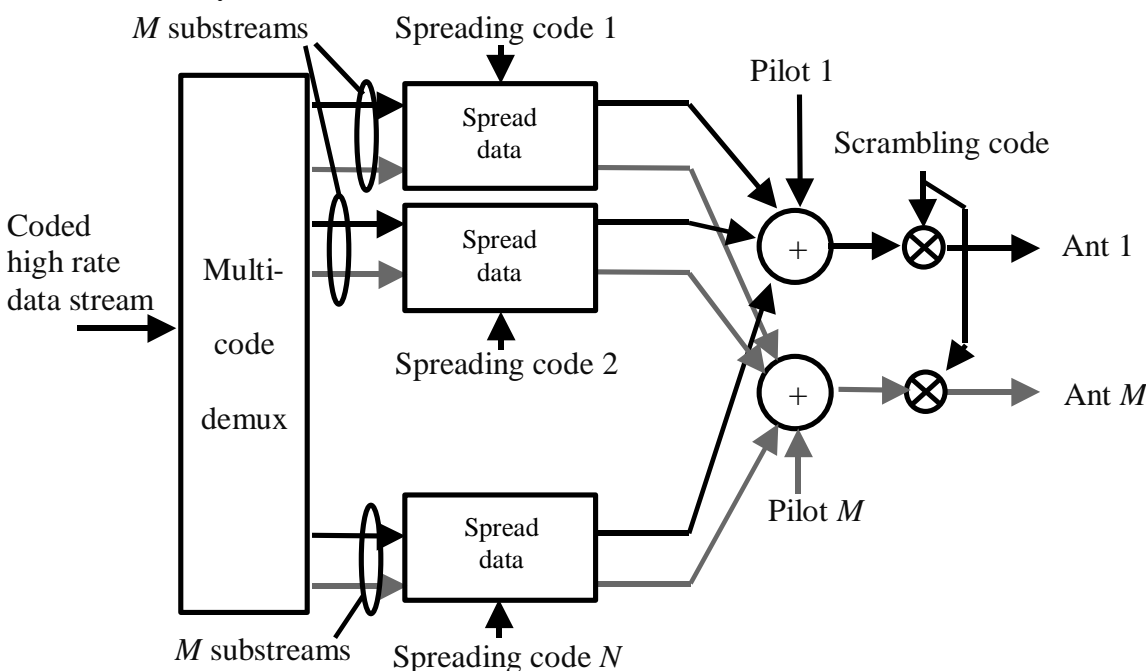 M substreams
Spreading code 1
Pilot 1
Spread
data
Scrambling code
Coded
high rate
data stream
Multi-
code
demux
Spread
data
+
Ant 1
Spreading code 2
+
Ant M
Spread
data
Pilot M
M substreams
Spreading code N